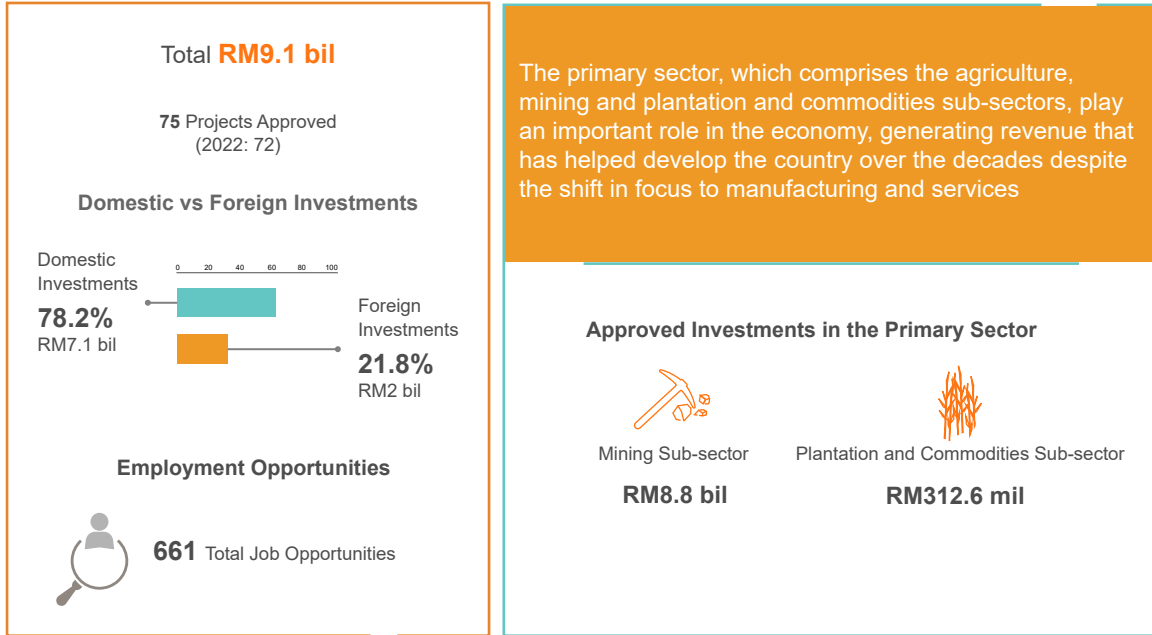 Total RM9.1 bil
75 Projects Approved
(2022: 72)
Domestic vs Foreign Investments
Domestic
Investments
78.2%
RM7.1 bil
0 20 40 60 80 100
Foreign
Investments
21.8%
RM2 bil
Employment Opportunities
661 Total Job Opportunities
The primary sector, which comprises the agriculture,
mining and plantation and commodities sub-sectors, play
an important role in the economy, generating revenue that
has helped develop the country over the decades despite
the shift in focus to manufacturing and services
Approved Investments in the Primary Sector
Mining Sub-sector
RM8.8 bil
Plantation and Commodities Sub-sector
RM312.6 mil